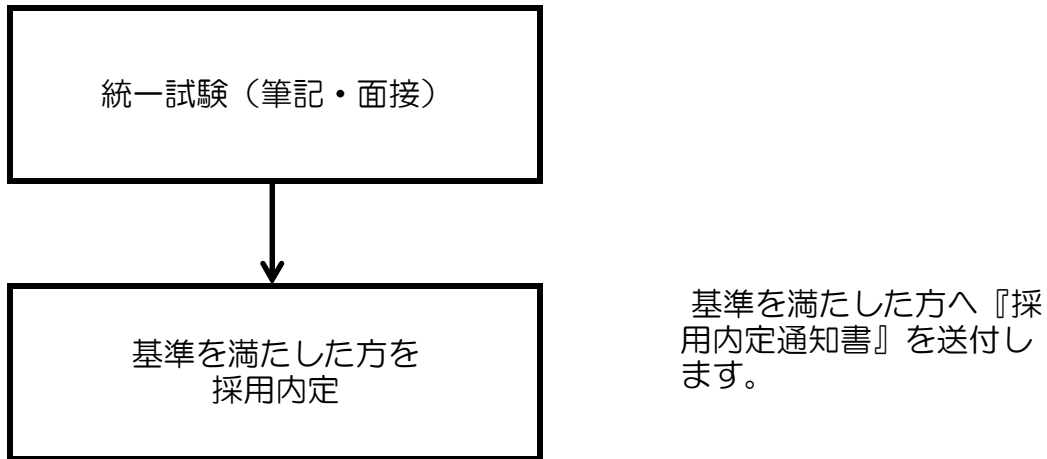 統一試験（筆記・面接）
基準を満たした方を
採用内定
基準を満たした方へ『採
用内定通知書』を送付し
ます。